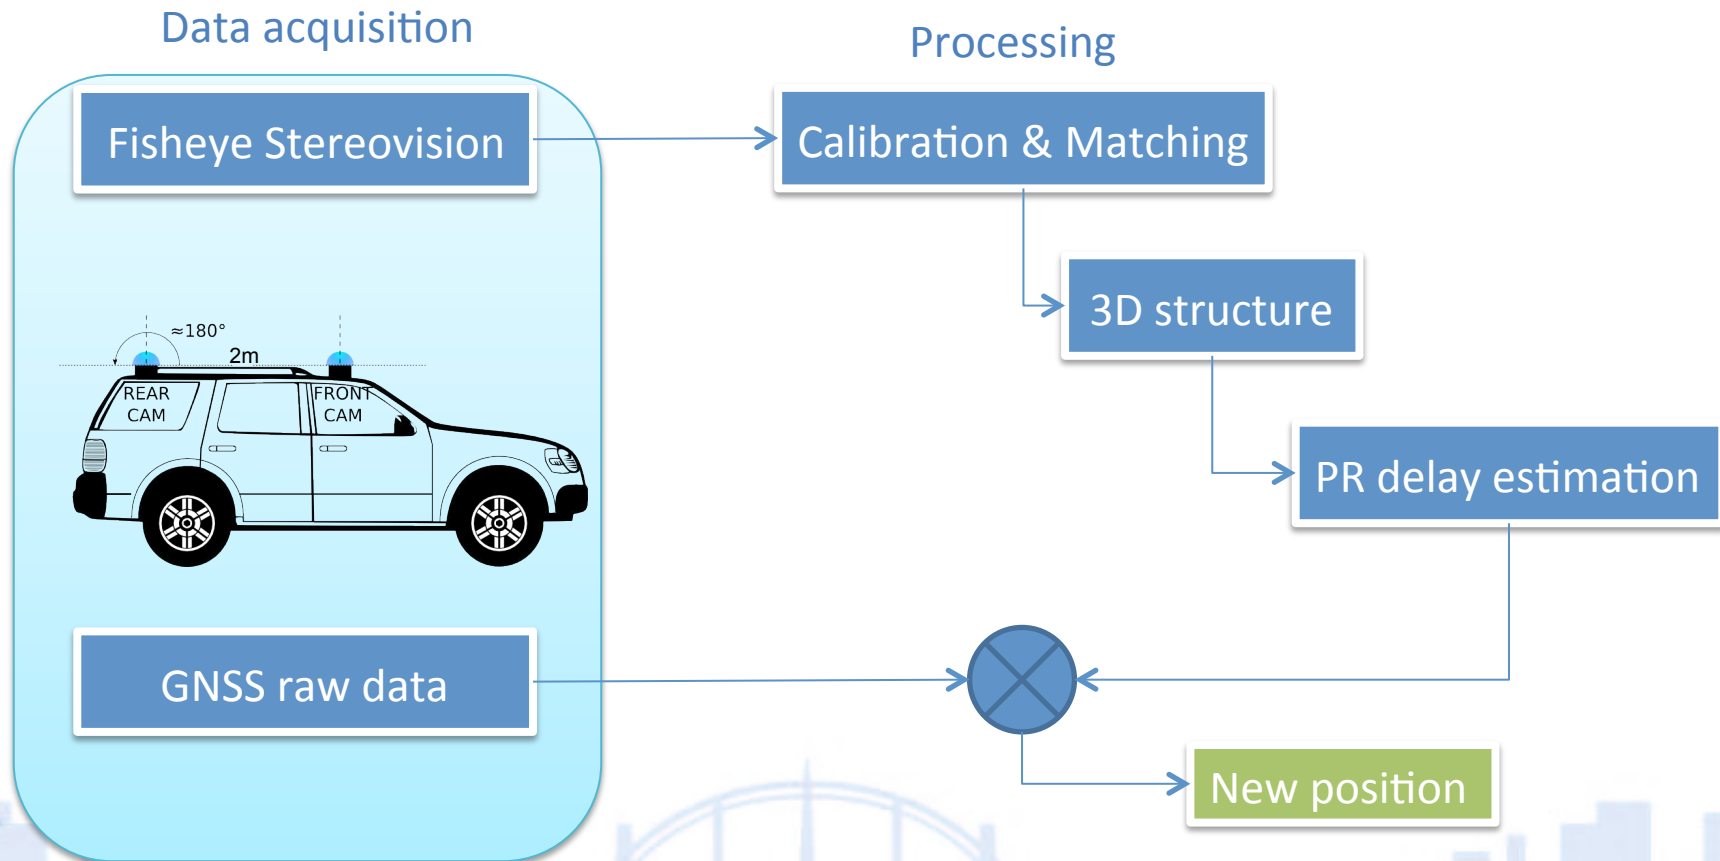 Data acquisition
Processing
Fisheye Stereovision
Calibration & Matching
3D structure
≈180°
2m
REAR
CAM
FRONT
CAM
PR delay estimation
GNSS raw data
New position